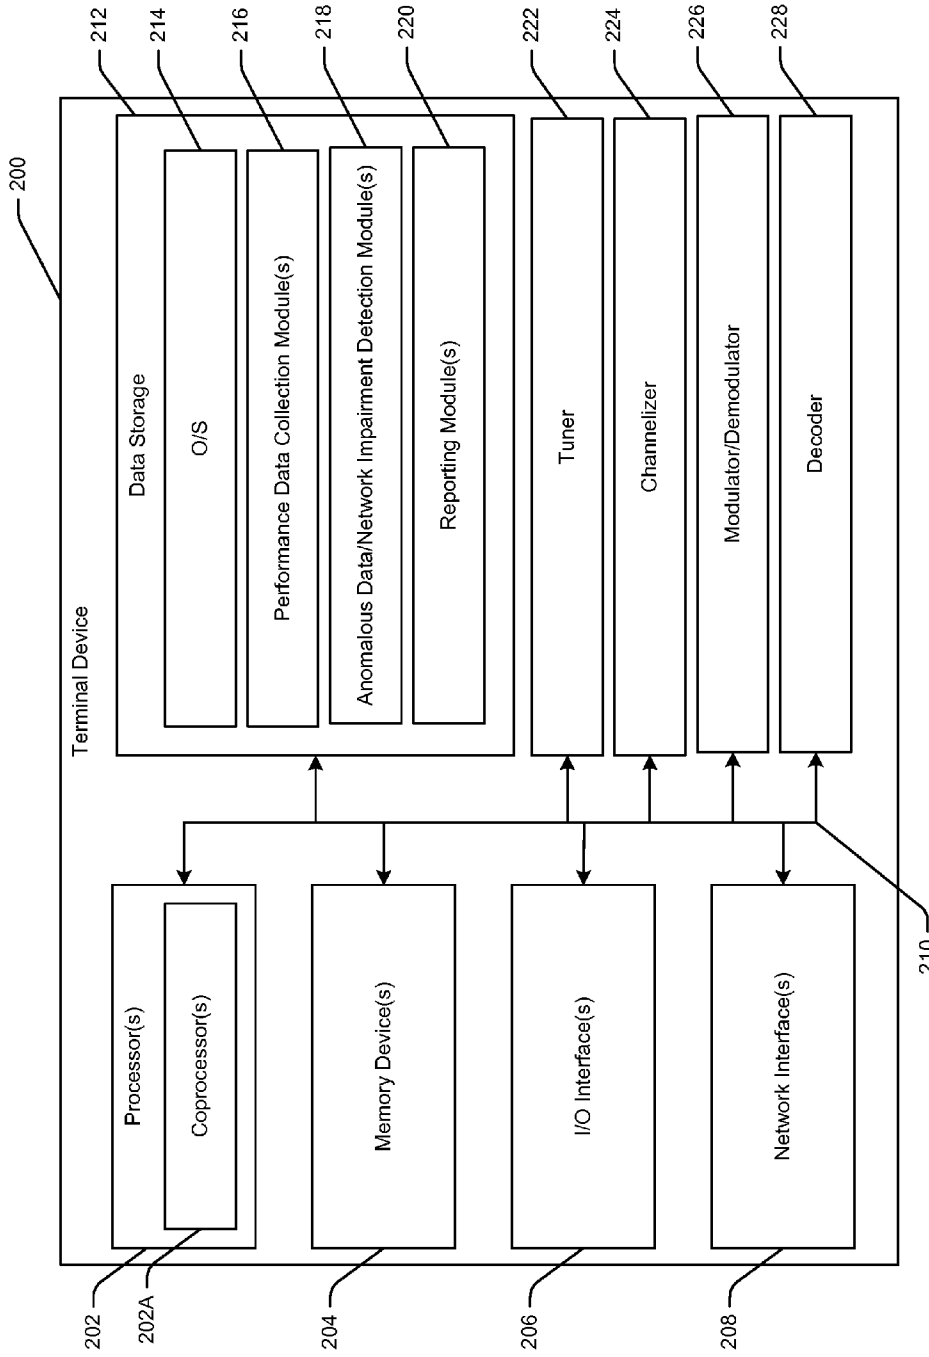 200
Terminal Device
202
Processor(s)
202A
Coprocessor(s)
204
Memory Device(s)
206
I/O Interface(s)
208
Network Interface(s)
210
212
Data Storage
214
O/S
216
Performance Data Collection Module(s)
218
Anomalous Data/Network Impairment Detection Module(s)
220
Reporting Module(s)
222
Tuner
224
Channelizer
226
Modulator/Demodulator
228
Decoder